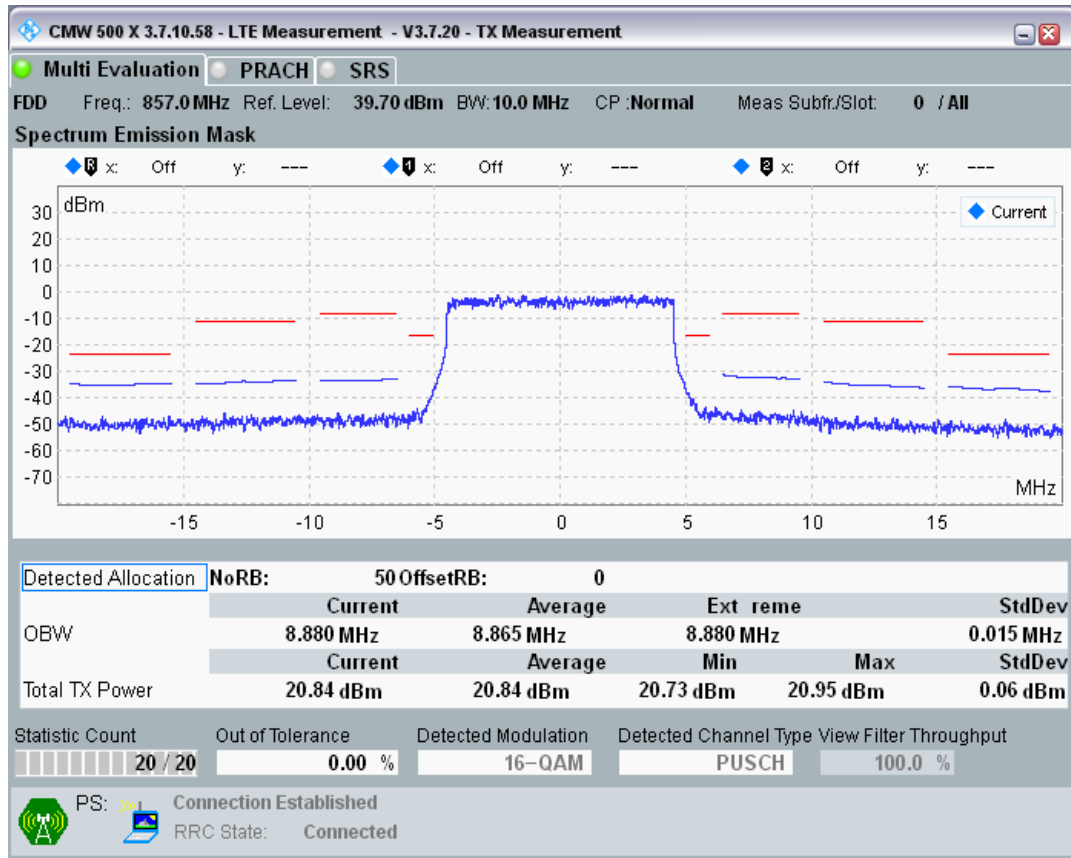 CMW 500 X 3.7.10.58 - LTE Measurement - V3.7.20 - TX Measurement
Multi Evaluation PRACH SRS
FDD Freq.: 857.0 MHz Ref. Level: 39.70 dBm BW: 10.0 MHz CP :Normal Meas Subfr./Slot: 0 / All
Spectrum Emission Mask
R x: Off y: --- 1 x: Off y: --- 2 x: Off y: ---
dBm
Current
30
20
10
0
-10
-20
-30
-40
-50
-60
-70
MHz
-15 -10 -5 0 5 10 15
Detected Allocation NoRB: 50 OffsetRB: 0
Current Average Ext reme StdDev
OBW 8.880 MHz 8.865 MHz 8.880 MHz 0.015 MHz
Current Average Min Max StdDev
Total TX Power 20.84 dBm 20.84 dBm 20.73 dBm 20.95 dBm 0.06 dBm
Statistic Count Out of Tolerance Detected Modulation Detected Channel Type View Filter Throughput
20 / 20 0.00 % 16-QAM PUSCH 100.0 %
PS: Connection Established
RRC State: Connected